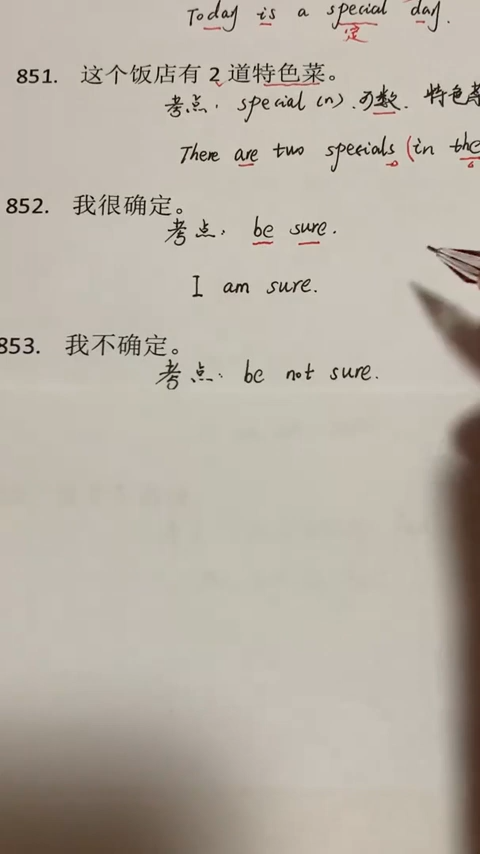 Today is a special day.
定
851. 这个饭店有 2 道特色菜。
考点: special (n). 可数. 特色菜
There are two specials (in the
852. 我很确定。
考点: be sure.
I am sure.
853. 我不确定。
考点: be not sure.